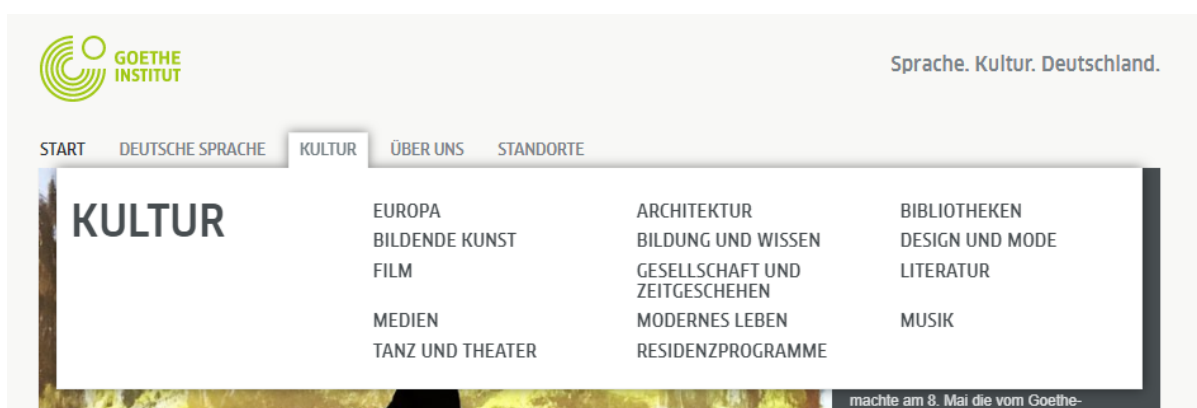 GOETHE
INSTITUT
Sprache. Kultur. Deutschland.
START DEUTSCHE SPRACHE KULTUR ÜBER UNS STANDORTE
KULTUR
EUROPA ARCHITEKTUR BIBLIOTHEKEN
BILDENDE KUNST BILDUNG UND WISSEN DESIGN UND MODE
FILM GESELLSCHAFT UND LITERATUR
ZEITGESCHEHEN
MEDIEN MODERNES LEBEN MUSIK
TANZ UND THEATER RESIDENZPROGRAMME
machte am 8. Mai die vom Goethe-